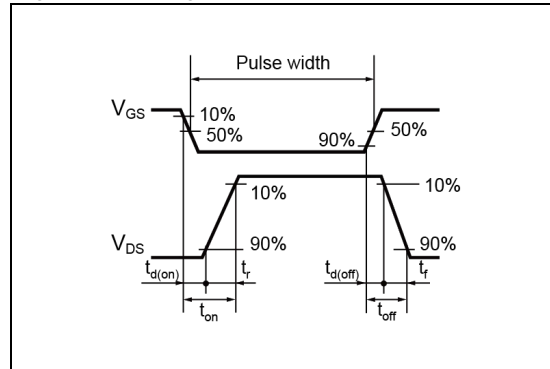 Pulse width
VGS
10%
50%
90%
50%
10%
10%
VDS
90%
90%
td(on)
tr
td(off)
tf
ton
toff